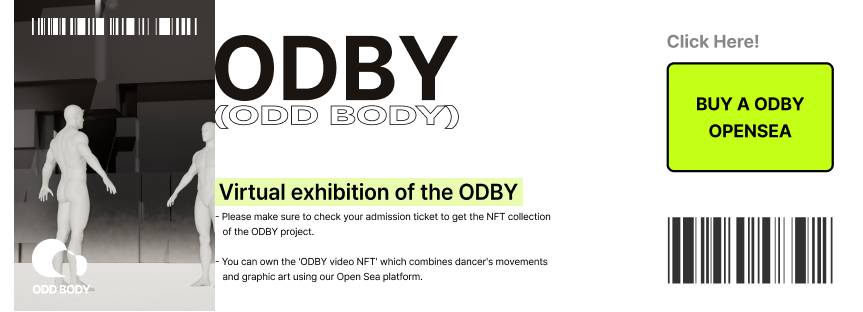 ODBY
(ODD BODY)
Virtual exhibition of the ODBY
- Please make sure to check your admission ticket to get the NFT collection
of the ODBY project.
- You can own the 'ODBY video NFT' which combines dancer's movements
and graphic art using our Open Sea platform.
ODD BODY
Click Here!
BUY A ODBY
OPENSEA